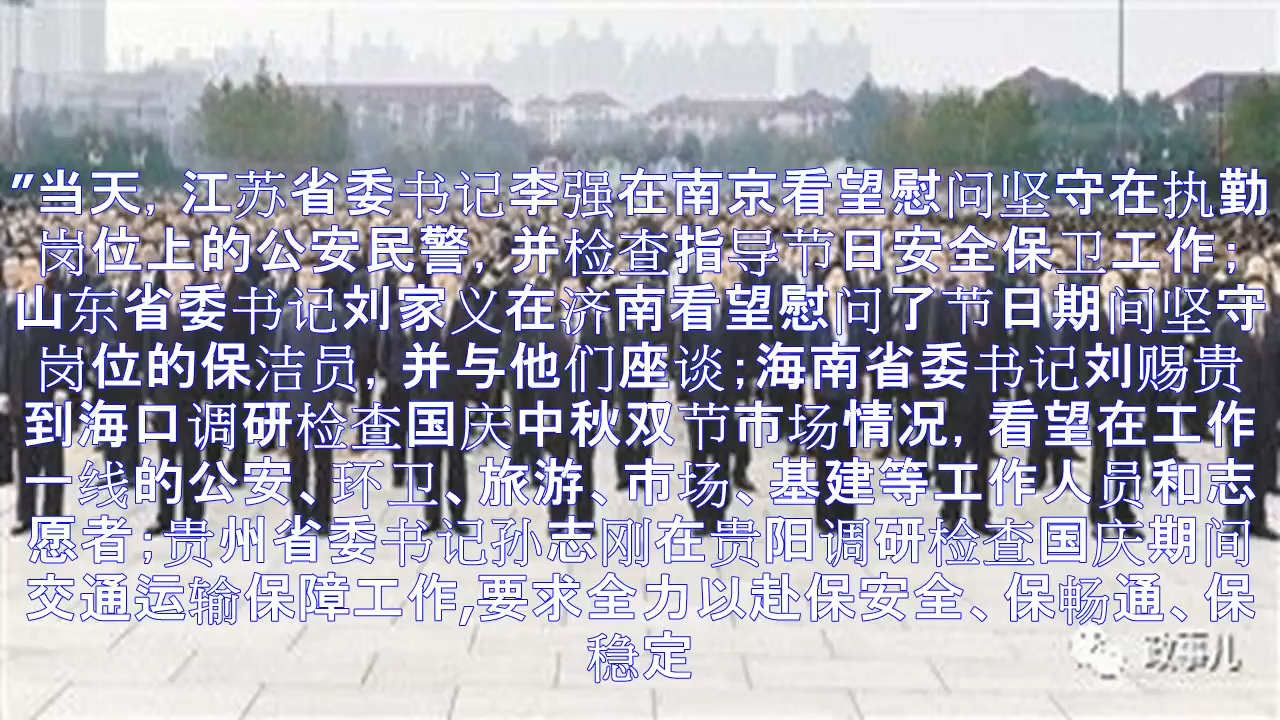 "当天, 江苏省委书记李强在南京看望慰问坚守在执勤
岗位上的公安民警, 并检查指导节日安全保卫工作;
山东省委书记刘家义在济南看望慰问了节日期间坚守
岗位的保洁员, 并与他们座谈;海南省委书记刘赐贵
到海口调研检查国庆中秋双节市场情况, 看望在工作
一线的公安、环卫、旅游、市场、基建等工作人员和志
愿者;贵州省委书记孙志刚在贵阳调研检查国庆期间
交通运输保障工作,要求全力以赴保安全、保畅通、保
稳定
政事儿